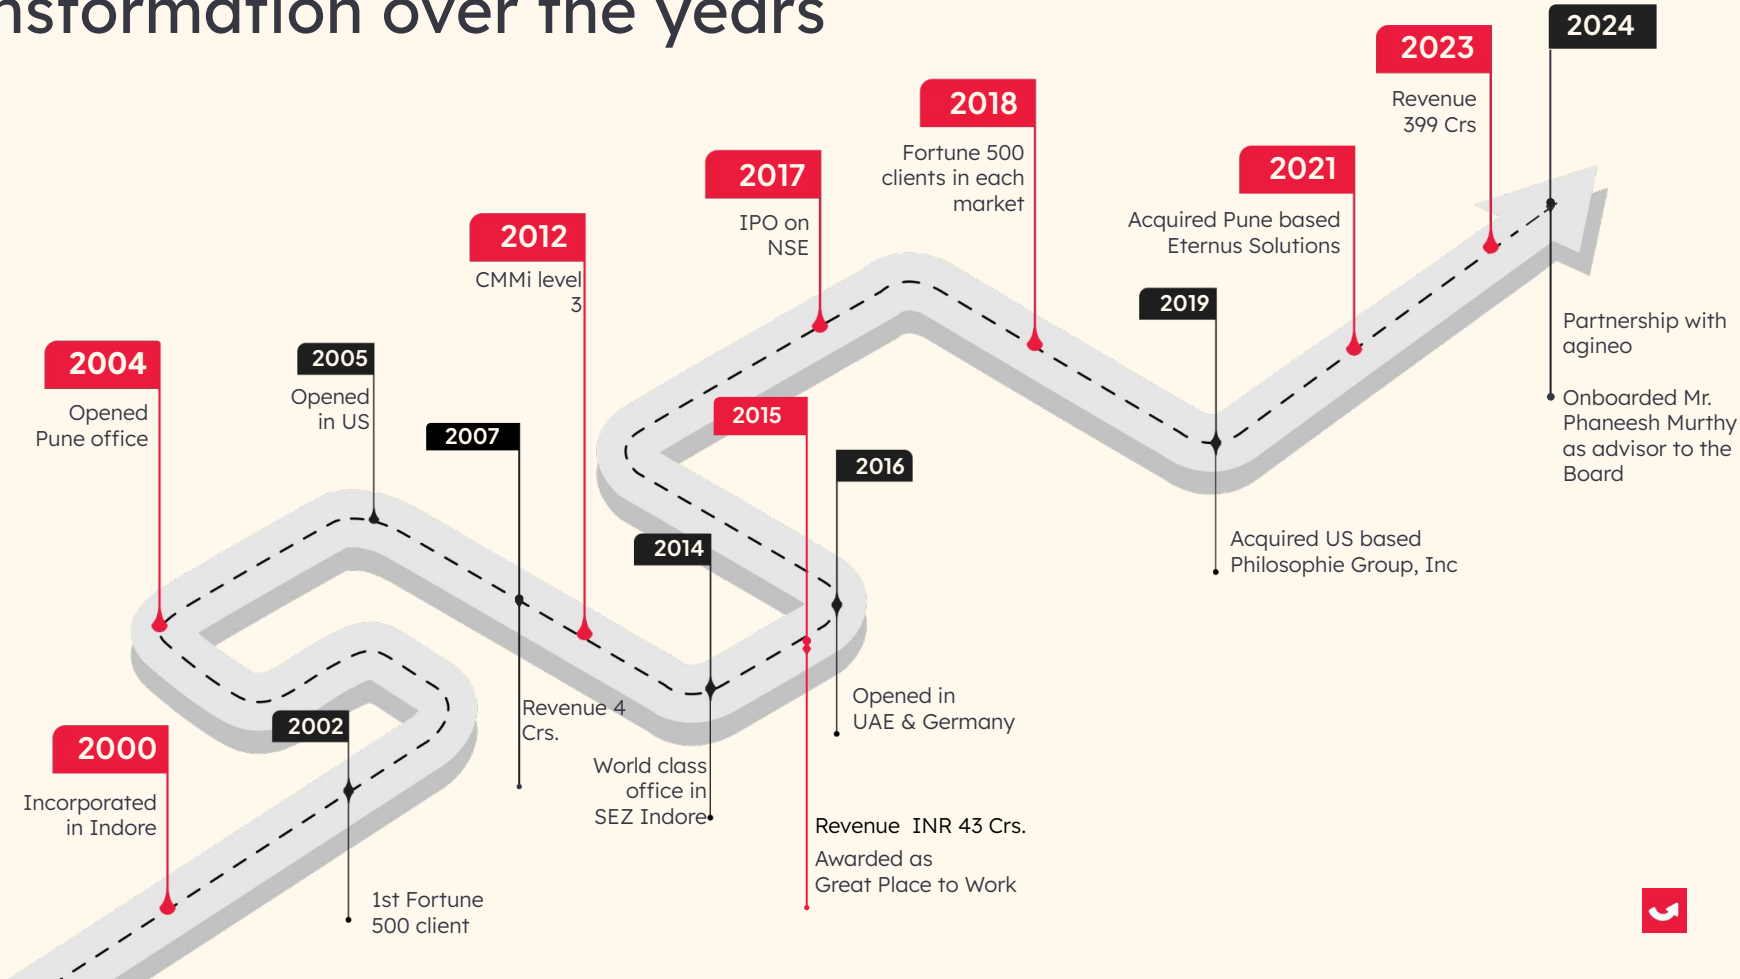 nsformation over the years
2000
Incorporated
in Indore
2002
1st Fortune
500 client
2004
Opened
Pune office
2005
Opened
in US
2007
Revenue 4
Crs.
2012
CMMi level
3
2014
World class
office in
SEZ Indore
2015
Revenue INR 43 Crs.
Awarded as
Great Place to Work
2016
Opened in
UAE & Germany
2017
IPO on
NSE
2018
Fortune 500
clients in each
market
2019
Acquired US based
Philosophie Group, Inc
2021
Acquired Pune based
Eternus Solutions
2023
Revenue
399 Crs
2024
Partnership with
agineo
Onboarded Mr.
Phaneesh Murthy
as advisor to the
Board